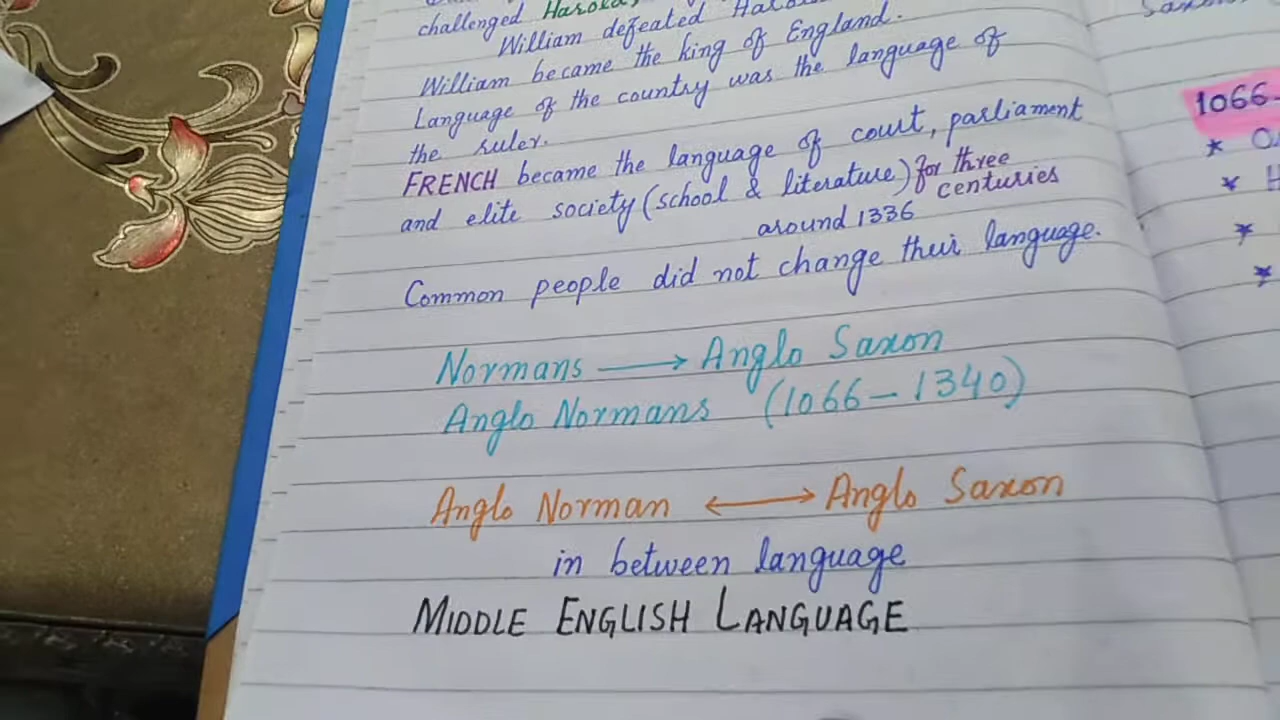 challenged Harold,
William defeated
William became the king of England.
Language of the country was the language of
the ruler.
FRENCH became the language of court, parliament
and elite society (school & literature) for three
centuries
around 1336
Common people did not change their language.
Normans → Anglo Saxon
Anglo Normans (1066 – 1340)
Anglo Norman ↔ Anglo Saxon
in between language
MIDDLE ENGLISH LANGUAGE
1066
*
*
*
*